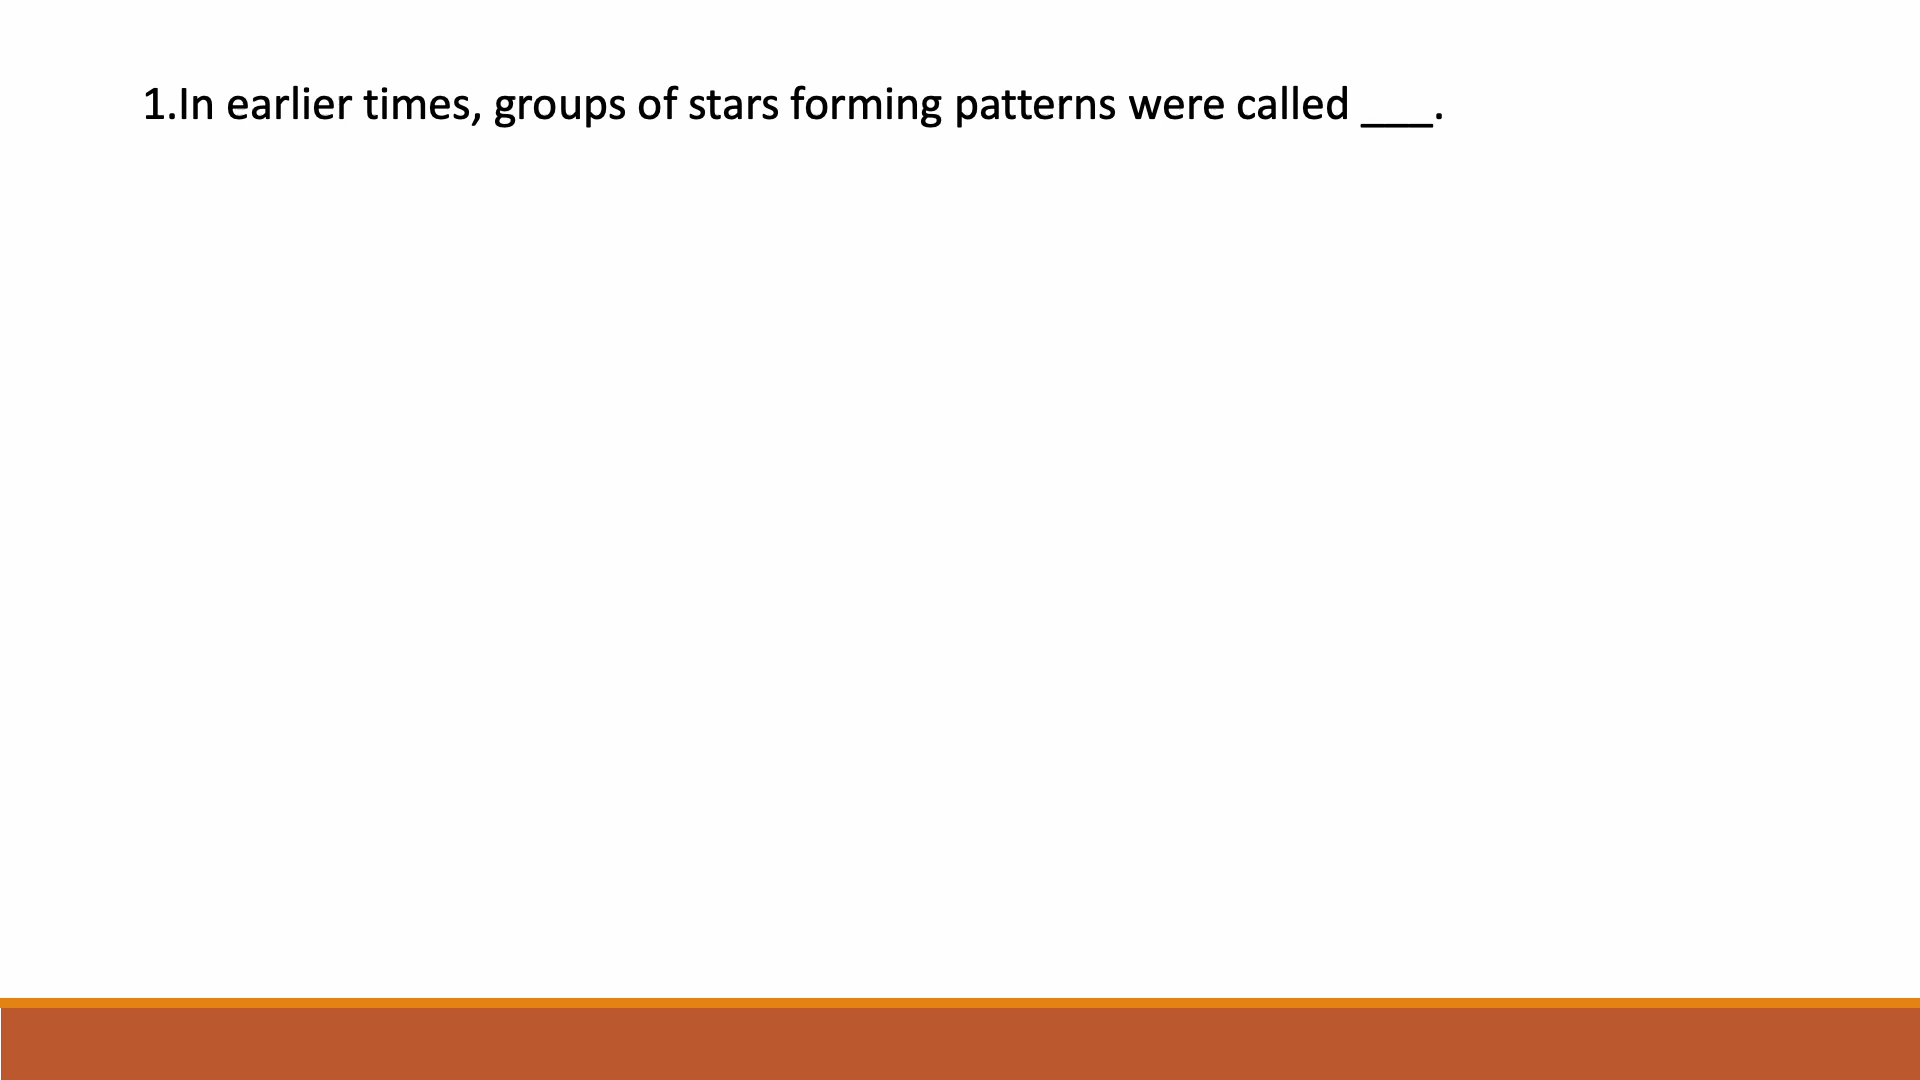 1.In earlier times, groups of stars forming patterns were called ___.